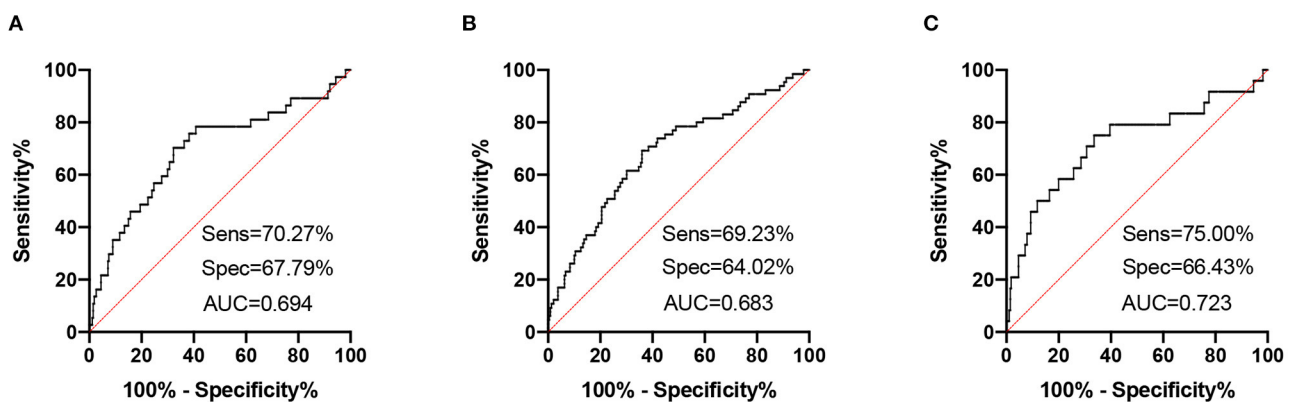 A
B
C
100
80
60
40
20
0
Sensitivity%
Sens=70.27%
Spec=67.79%
AUC=0.694
0 20 40 60 80 100
100% - Specificity%
100
80
60
40
20
0
Sensitivity%
Sens=69.23%
Spec=64.02%
AUC=0.683
0 20 40 60 80 100
100% - Specificity%
100
80
60
40
20
0
Sensitivity%
Sens=75.00%
Spec=66.43%
AUC=0.723
0 20 40 60 80 100
100% - Specificity%